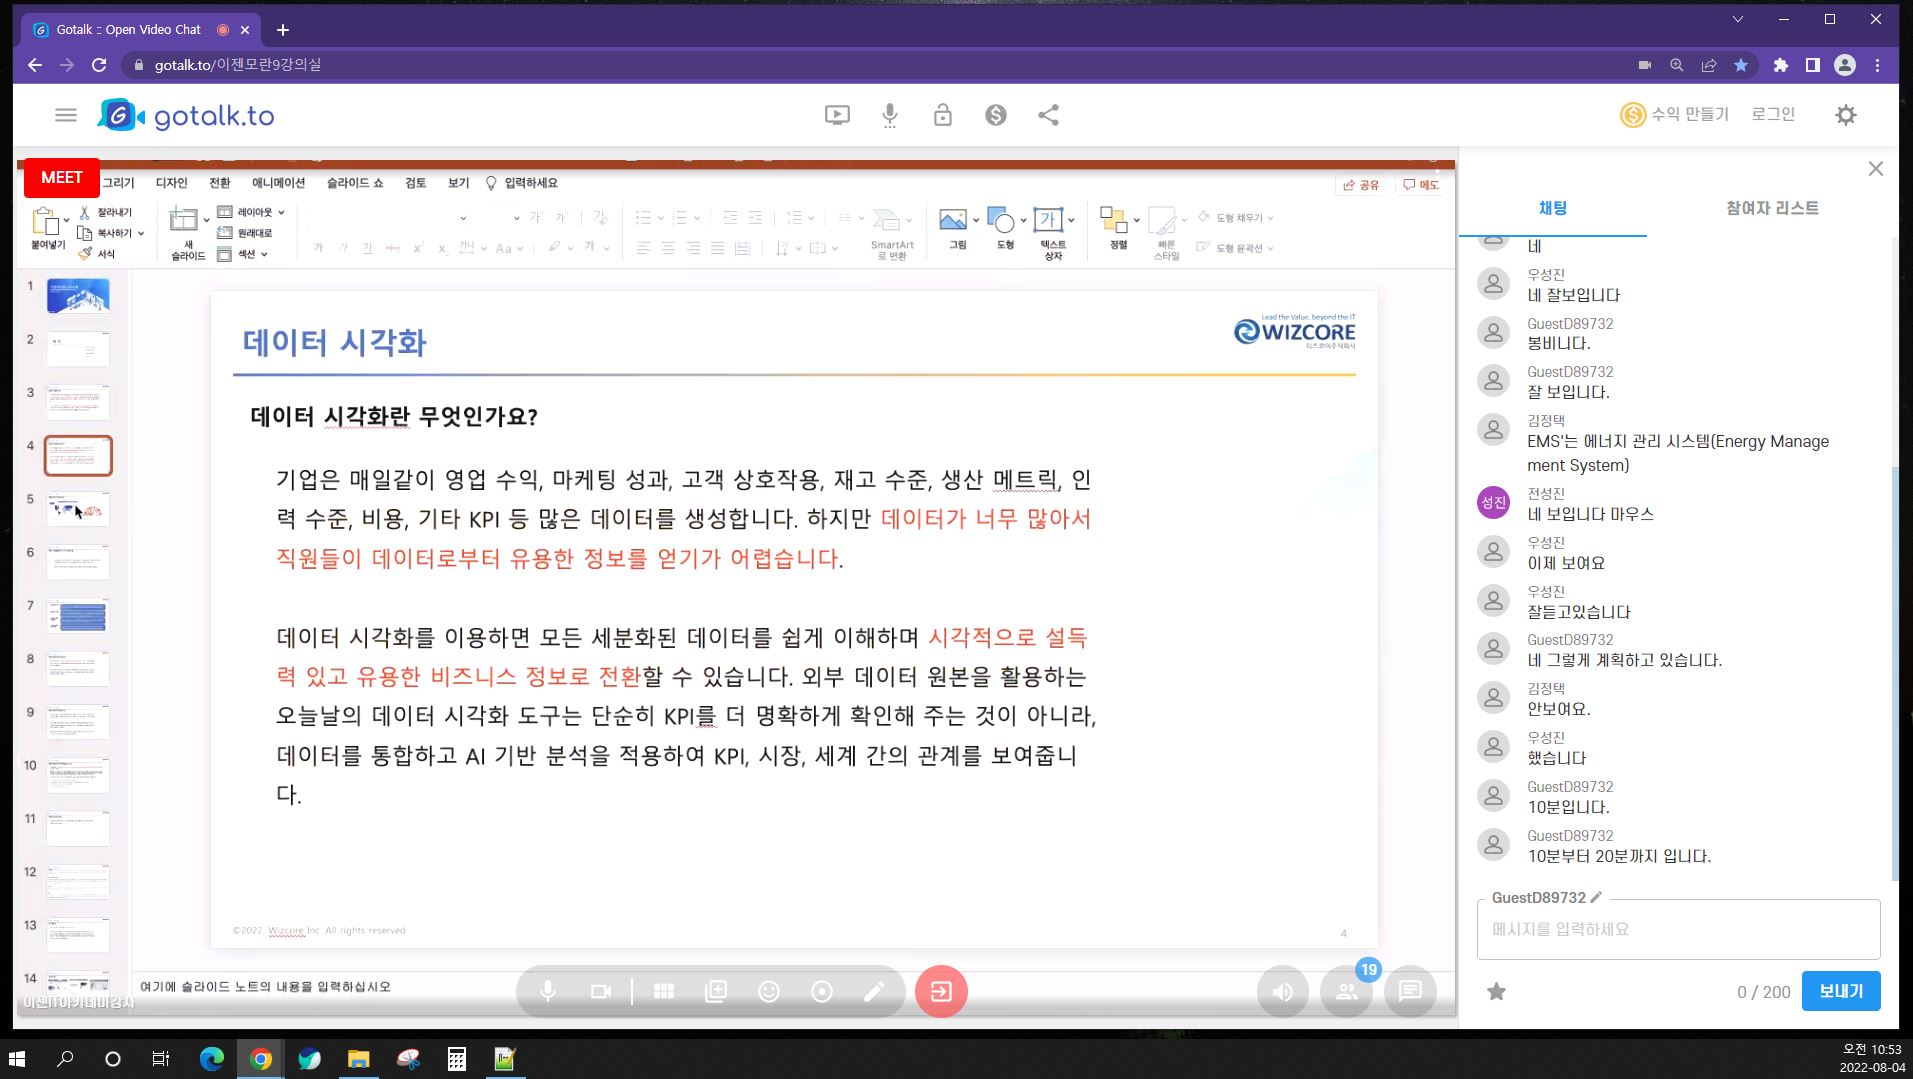 Gotalk :: Open Video Chat
gotalk.to/이젠모란9강의실
gotalk.to
수익 만들기
로그인
MEET
그리기
디자인
전환
애니메이션
슬라이드 쇼
검토
보기
입력하세요
공유
메모
붙여넣기
잘라내기
복사하기
서식
새
슬라이드
레이아웃
원래대로
섹션
SmartArt
로 변환
그림
도형
텍스트
상자
정렬
빠른
스타일
도형 채우기
도형 윤곽선
1
2
3
4
5
6
7
8
9
10
11
12
13
14
데이터 시각화
Lead the Value, beyond the IT
WIZCORE
위즈코어주식회사
데이터 시각화란 무엇인가요?
기업은 매일같이 영업 수익, 마케팅 성과, 고객 상호작용, 재고 수준, 생산 메트릭, 인
력 수준, 비용, 기타 KPI 등 많은 데이터를 생성합니다. 하지만 데이터가 너무 많아서
직원들이 데이터로부터 유용한 정보를 얻기가 어렵습니다.
데이터 시각화를 이용하면 모든 세분화된 데이터를 쉽게 이해하며 시각적으로 설득
력 있고 유용한 비즈니스 정보로 전환할 수 있습니다. 외부 데이터 원본을 활용하는
오늘날의 데이터 시각화 도구는 단순히 KPI를 더 명확하게 확인해 주는 것이 아니라,
데이터를 통합하고 AI 기반 분석을 적용하여 KPI, 시장, 세계 간의 관계를 보여줍니
다.
©2022. Wizcore Inc. All rights reserved
4
여기에 슬라이드 노트의 내용을 입력하십시오
이젠IT아카데미강사
19
채팅
참여자 리스트
네
우성진
네 잘보입니다
GuestD89732
봉비니다.
GuestD89732
잘 보입니다.
김정택
EMS'는 에너지 관리 시스템(Energy Manage
ment System)
성진
전성진
네 보입니다 마우스
우성진
이제 보여요
우성진
잘듣고있습니다
GuestD89732
네 그렇게 계획하고 있습니다.
김정택
안보여요.
우성진
했습니다
GuestD89732
10분입니다.
GuestD89732
10분부터 20분까지 입니다.
GuestD89732
메시지를 입력하세요
0 / 200
보내기
오전 10:53
2022-08-04